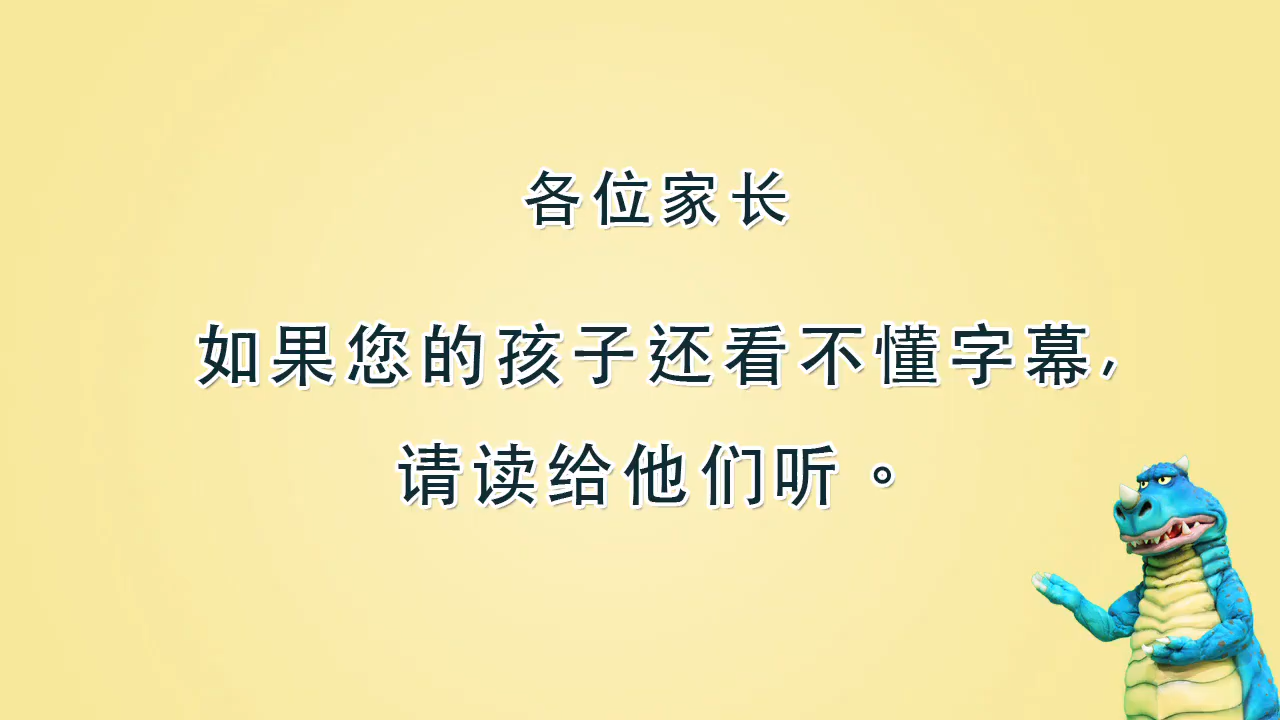 各位家长
如果您的孩子还看不懂字幕,
请读给他们听。